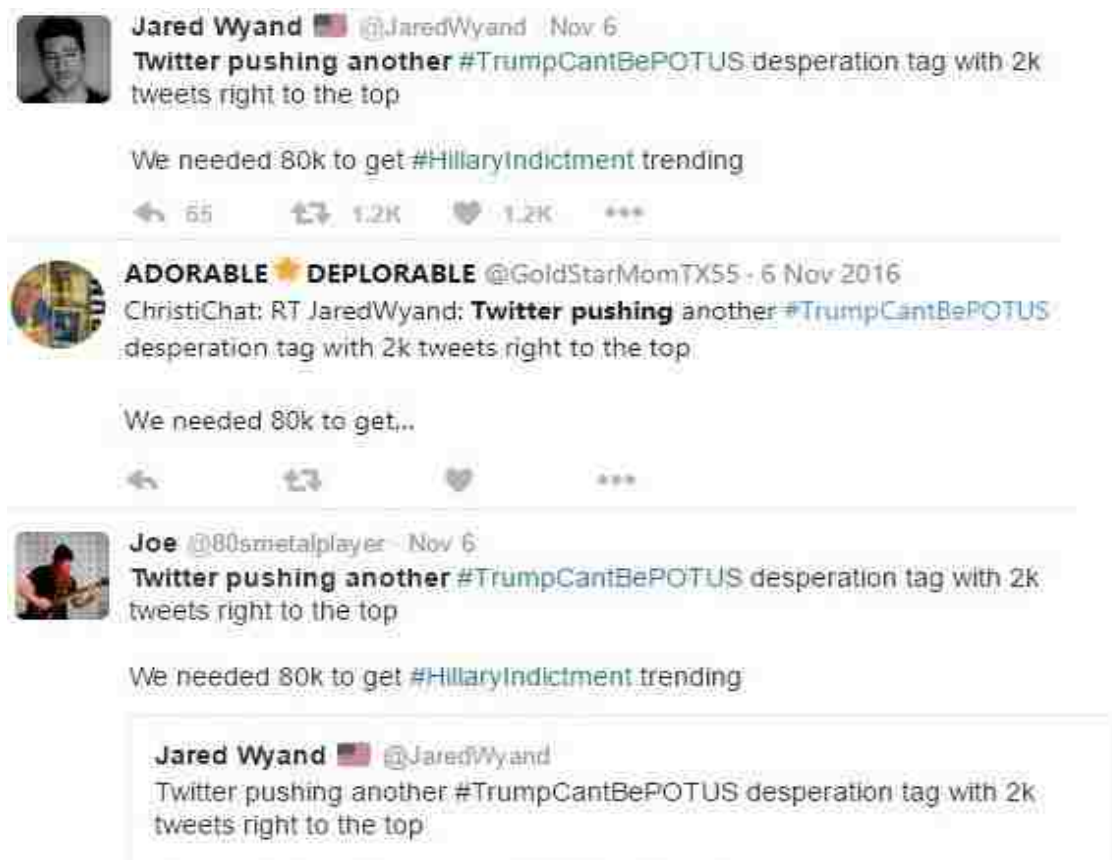 Jared Wyand @JaredWyand Nov 6
Twitter pushing another #TrumpCantBePOTUS desperation tag with 2k
tweets right to the top
We needed 80k to get #HillaryIndictment trending
55 1.2K 1.2K
ADORABLE DEPLORABLE @GoldStarMomTX55 · 6 Nov 2016
ChristiChat: RT JaredWyand: Twitter pushing another #TrumpCantBePOTUS
desperation tag with 2k tweets right to the top
We needed 80k to get...
Joe @80smetalplayer Nov 6
Twitter pushing another #TrumpCantBePOTUS desperation tag with 2k
tweets right to the top
We needed 80k to get #HillaryIndictment trending
Jared Wyand @JaredWyand
Twitter pushing another #TrumpCantBePOTUS desperation tag with 2k
tweets right to the top